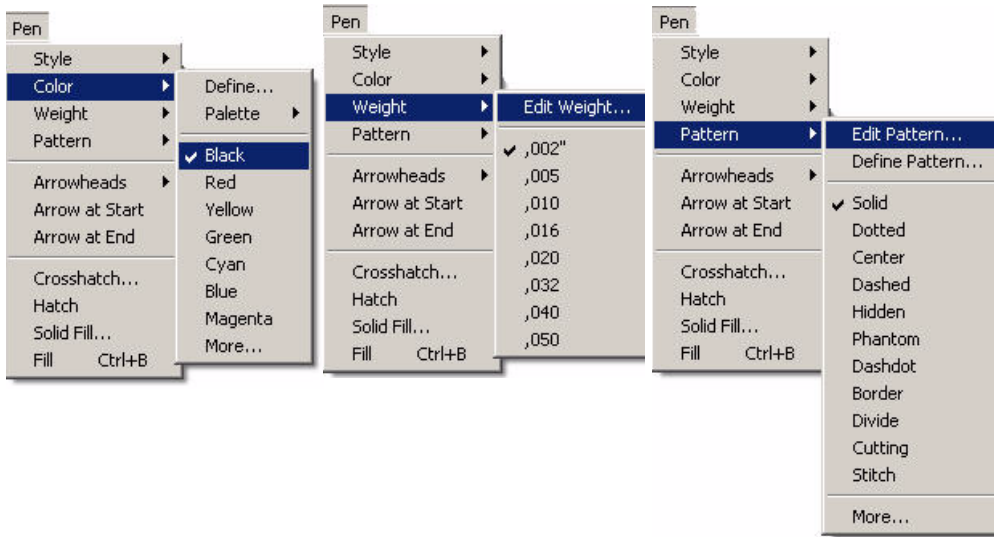 Pen
Style
Color
Weight
Pattern
Arrowheads
Arrow at Start
Arrow at End
Crosshatch...
Hatch
Solid Fill...
Fill Ctrl+B
Define...
Palette
Black
Red
Yellow
Green
Cyan
Blue
Magenta
More...
Pen
Style
Color
Weight
Pattern
Arrowheads
Arrow at Start
Arrow at End
Crosshatch...
Hatch
Solid Fill...
Fill Ctrl+B
Edit Weight...
,002"
,005
,010
,016
,020
,032
,040
,050
Pen
Style
Color
Weight
Pattern
Arrowheads
Arrow at Start
Arrow at End
Crosshatch...
Hatch
Solid Fill...
Fill Ctrl+B
Edit Pattern...
Define Pattern...
Solid
Dotted
Center
Dashed
Hidden
Phantom
Dashdot
Border
Divide
Cutting
Stitch
More...